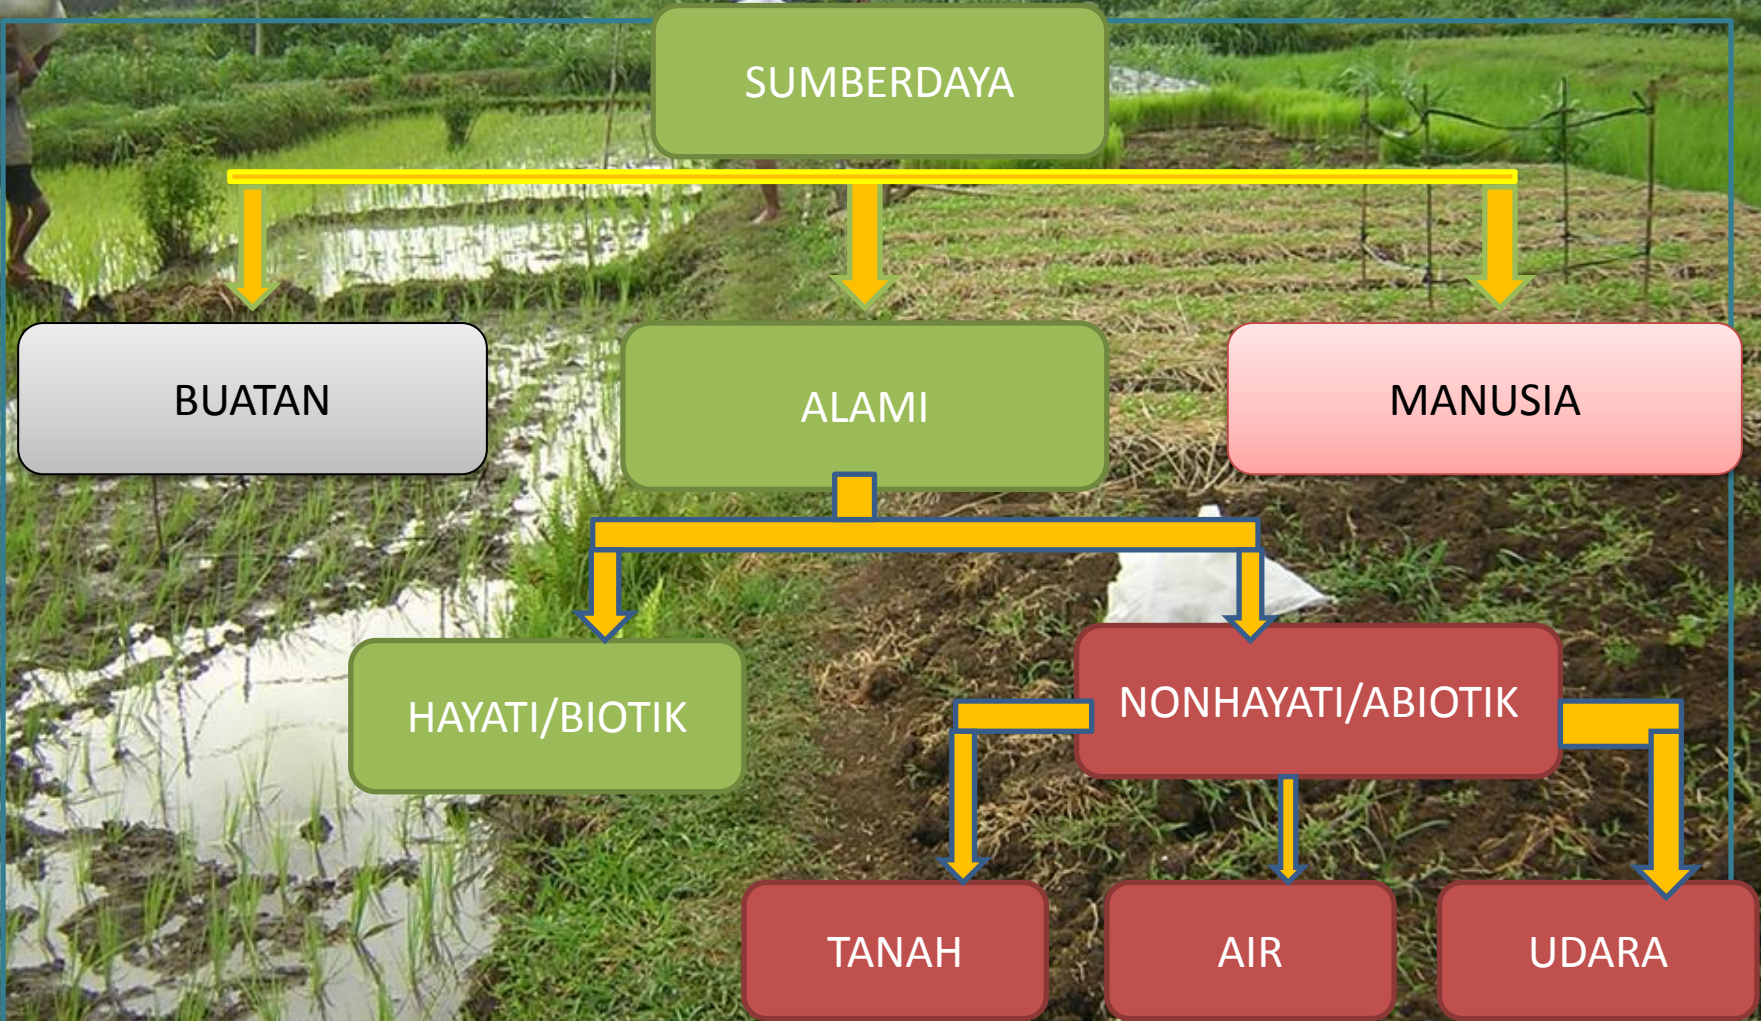 SUMBERDAYA
BUATAN
ALAMI
MANUSIA
HAYATI/BIOTIK
NONHAYATI/ABIOTIK
TANAH
AIR
UDARA